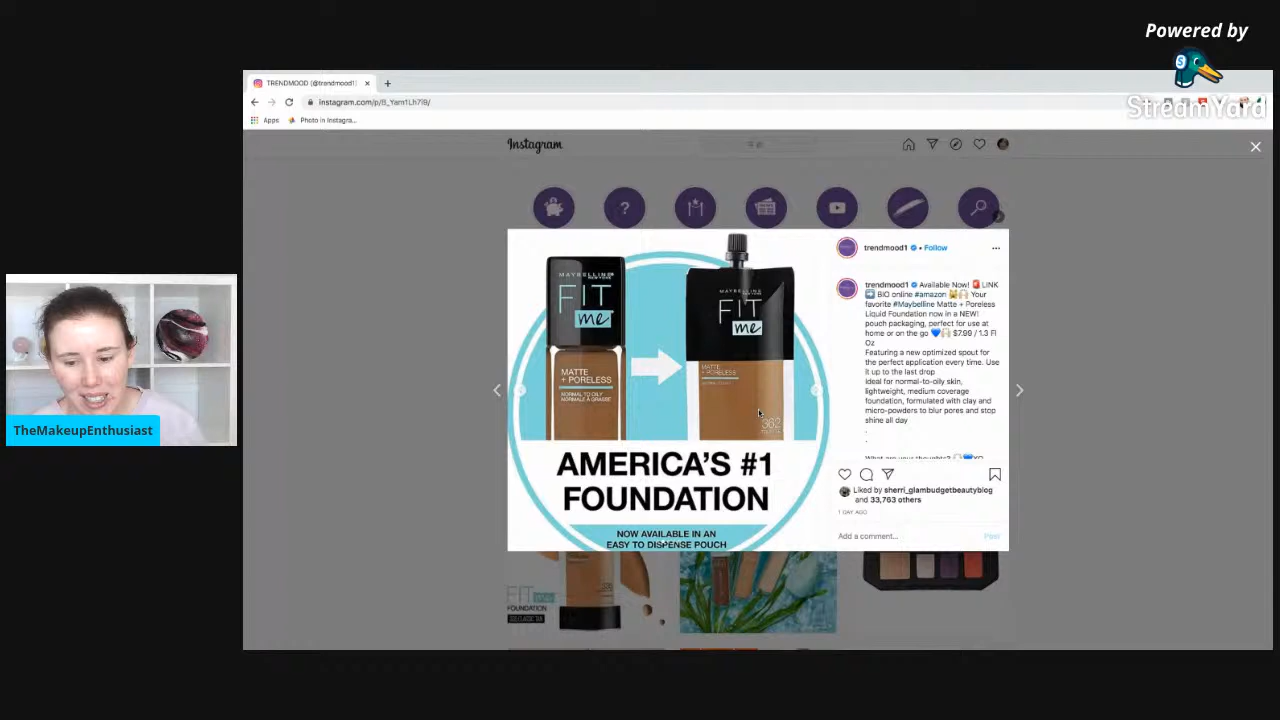 Powered by
StreamYard
TRENDMOOD (@trendmood1)
Apps
Photo in Instagra...
Instagram
trendmood1 • Follow
trendmood1 Available Now! LINK
BIO online #amazon Your
favorite #Maybelline Matte + Poreless
Liquid Foundation now in a NEW!
pouch packaging, perfect for use at
home or on the go $7.99 / 1.3 Fl
Oz
Featuring a new optimized spout for
the perfect application every time. Use
it up to the last drop
Ideal for normal-to-oily skin,
lightweight, medium coverage
foundation, formulated with clay and
micro-powders to blur pores and stop
shine all day
.
.
What are your thoughts? XO
Liked by sherri_glambudgetbeautyblog
and 33,763 others
1 DAY AGO
Add a comment...
Post
MAYBELLINE
NEW YORK
FIT
me
MATTE
+ PORELESS
NORMAL TO OILY
NORMALE À GRASSE
MAYBELLINE
NEW YORK
FIT
me
MATTE
+ PORELESS
362
AMERICA'S #1
FOUNDATION
NOW AVAILABLE IN AN
EASY TO DISPENSE POUCH
FIT me
FOUNDATION
TheMakeupEnthusiast